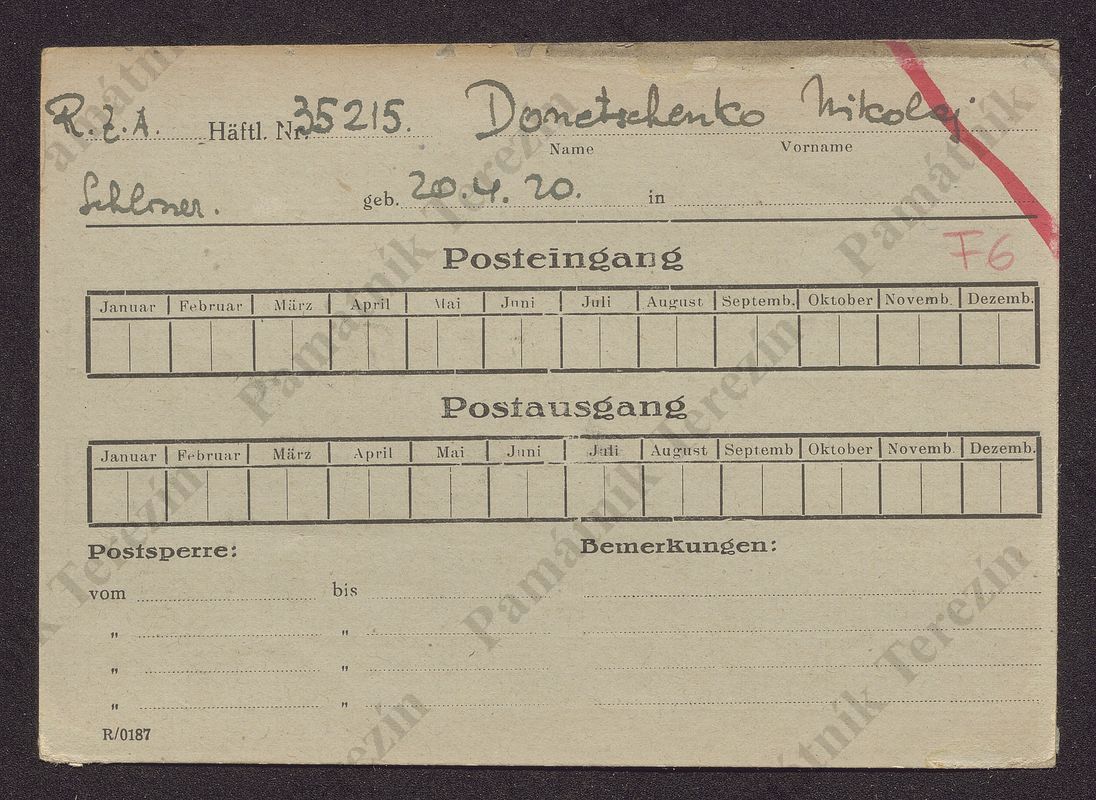 R.Z.A. Häftl. Nr. 35215. Donetschenko Nikolaj
Name Vorname
Schlosser. geb. 20.4.20. in
Posteingang
F6
Januar Februar März April Mai Juni Juli August Septemb. Oktober Novemb. Dezemb.
Postausgang
Januar Februar März April Mai Juni Juli August Septemb Oktober Novemb. Dezemb.
Postsperre: Bemerkungen:
vom bis
" "
" "
" "
R/0187
Památník Terezín